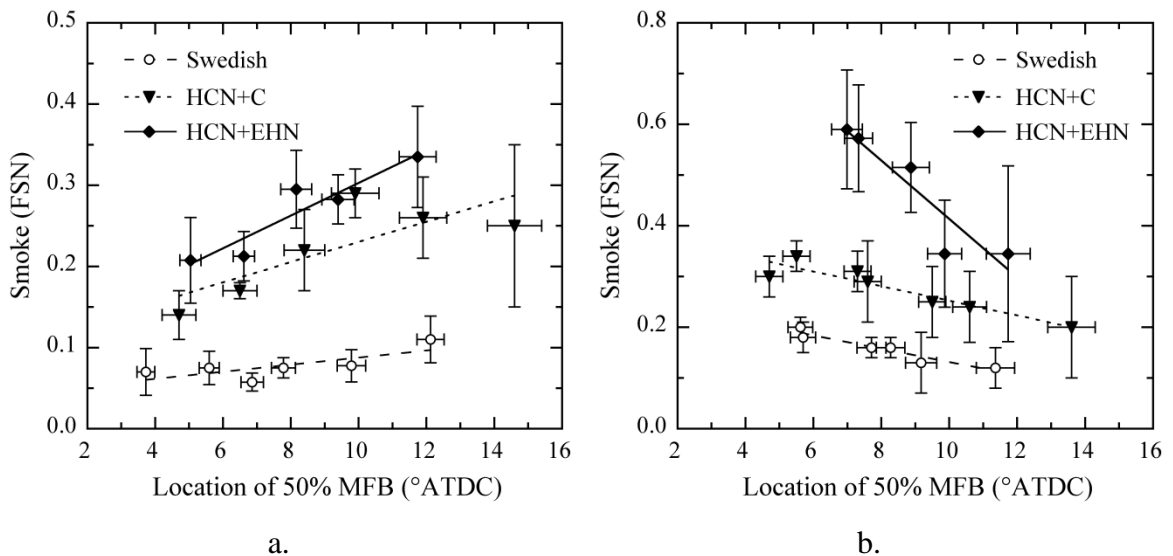 0.5
0.4
0.3
0.2
0.1
0.0
Smoke (FSN)
Swedish
HCN+C
HCN+EHN
2 4 6 8 10 12 14 16
Location of 50% MFB (°ATDC)
a.
0.8
0.6
0.4
0.2
0.0
Smoke (FSN)
Swedish
HCN+C
HCN+EHN
2 4 6 8 10 12 14 16
Location of 50% MFB (°ATDC)
b.